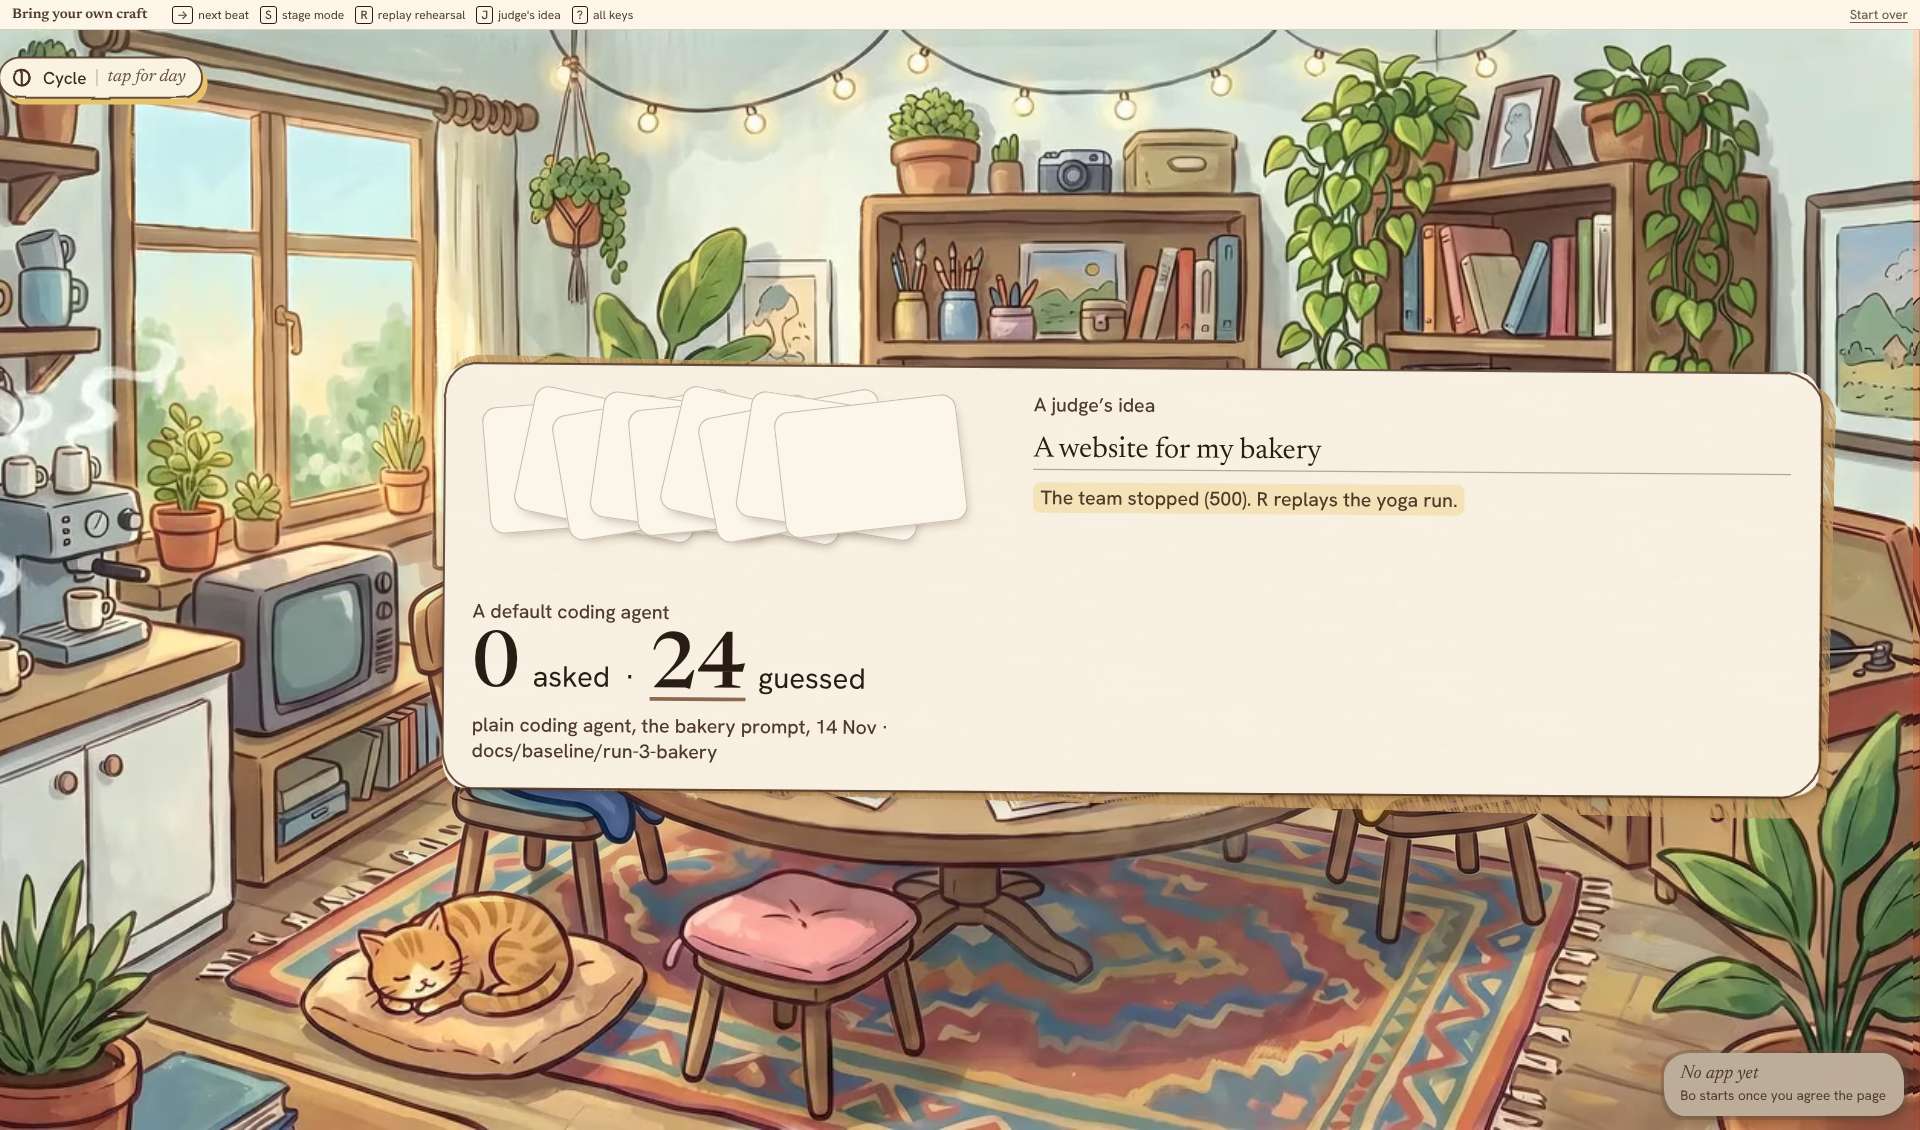 Bring your own craft
→ next beat S stage mode R replay rehearsal J judge's idea ? all keys
Start over
Cycle | tap for day
A judge’s idea
A website for my bakery
The team stopped (500). R replays the yoga run.
A default coding agent
0 asked · 24 guessed
plain coding agent, the bakery prompt, 14 Nov ·
docs/baseline/run-3-bakery
No app yet
Bo starts once you agree the page